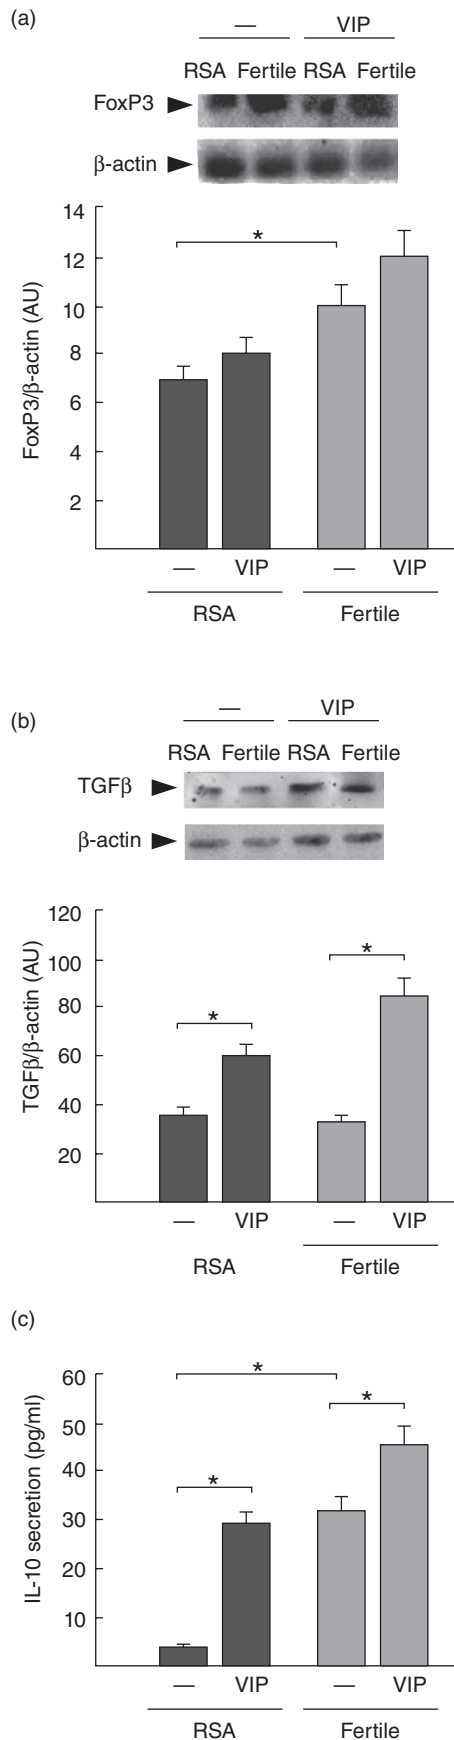 (a)
— VIP
RSA Fertile RSA Fertile
FoxP3
β-actin
14
12
10
8
6
4
2
FoxP3/β-actin (AU)
*
— VIP — VIP
RSA Fertile
(b)
— VIP
RSA Fertile RSA Fertile
TGFβ
β-actin
120
100
80
60
40
20
TGFβ/β-actin (AU)
*
*
— VIP — VIP
RSA Fertile
(c)
60
50
40
30
20
10
IL-10 secretion (pg/ml)
*
*
*
— VIP — VIP
RSA Fertile